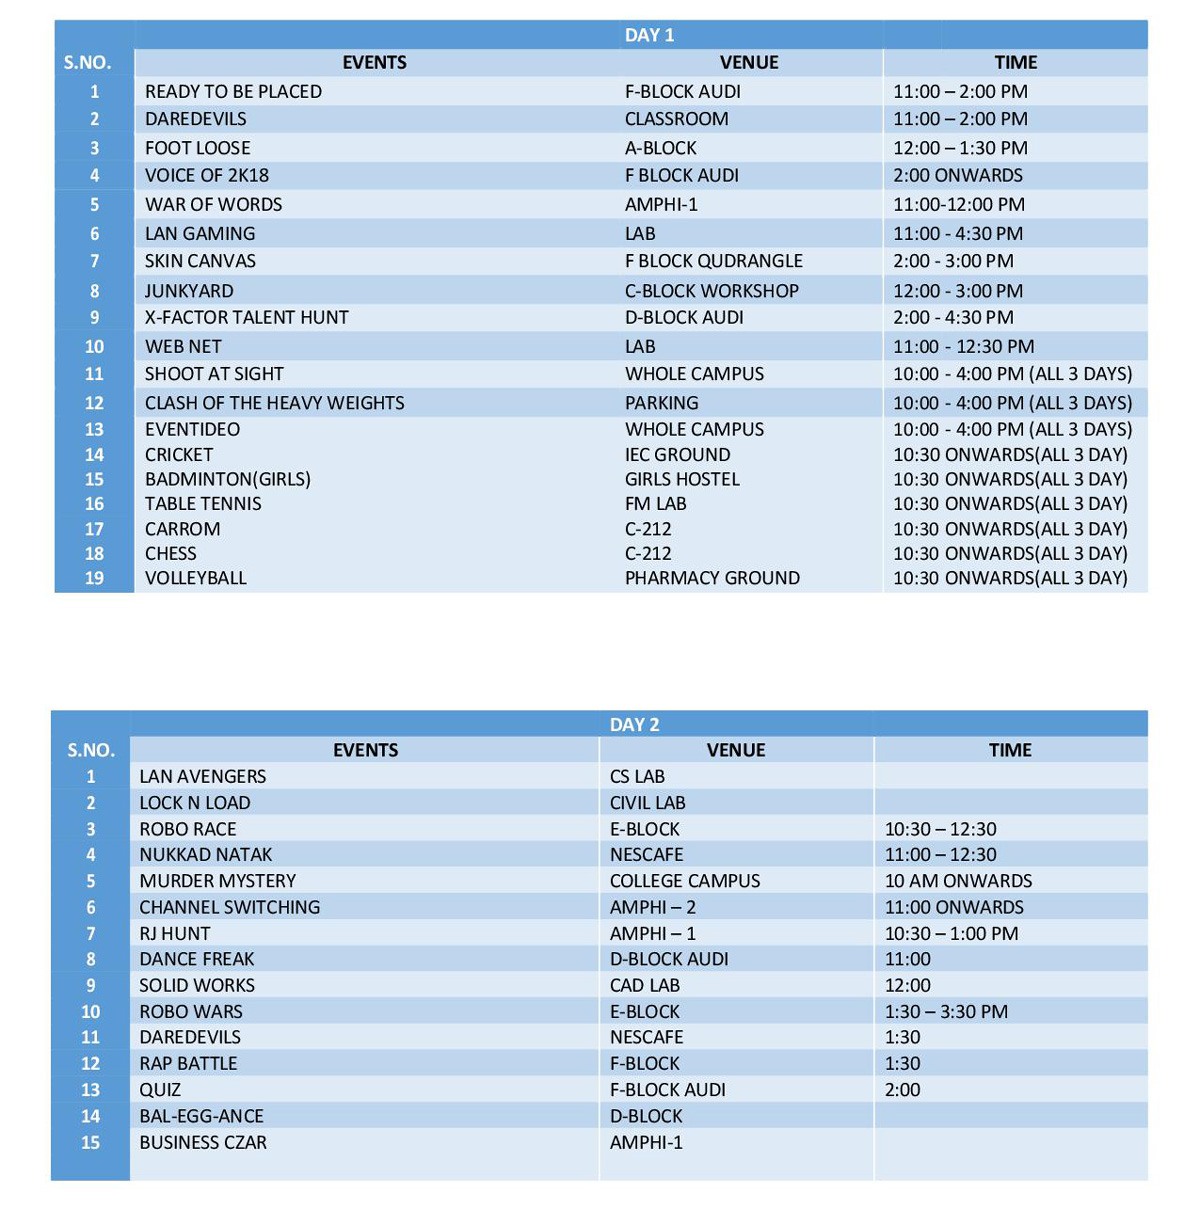 DAY 1
S.NO. EVENTS VENUE TIME
1 READY TO BE PLACED F-BLOCK AUDI 11:00 – 2:00 PM
2 DAREDEVILS CLASSROOM 11:00 – 2:00 PM
3 FOOT LOOSE A-BLOCK 12:00 – 1:30 PM
4 VOICE OF 2K18 F BLOCK AUDI 2:00 ONWARDS
5 WAR OF WORDS AMPHI-1 11:00-12:00 PM
6 LAN GAMING LAB 11:00 - 4:30 PM
7 SKIN CANVAS F BLOCK QUDRANGLE 2:00 - 3:00 PM
8 JUNKYARD C-BLOCK WORKSHOP 12:00 - 3:00 PM
9 X-FACTOR TALENT HUNT D-BLOCK AUDI 2:00 - 4:30 PM
10 WEB NET LAB 11:00 - 12:30 PM
11 SHOOT AT SIGHT WHOLE CAMPUS 10:00 - 4:00 PM (ALL 3 DAYS)
12 CLASH OF THE HEAVY WEIGHTS PARKING 10:00 - 4:00 PM (ALL 3 DAYS)
13 EVENTIDEO WHOLE CAMPUS 10:00 - 4:00 PM (ALL 3 DAYS)
14 CRICKET IEC GROUND 10:30 ONWARDS(ALL 3 DAY)
15 BADMINTON(GIRLS) GIRLS HOSTEL 10:30 ONWARDS(ALL 3 DAY)
16 TABLE TENNIS FM LAB 10:30 ONWARDS(ALL 3 DAY)
17 CARROM C-212 10:30 ONWARDS(ALL 3 DAY)
18 CHESS C-212 10:30 ONWARDS(ALL 3 DAY)
19 VOLLEYBALL PHARMACY GROUND 10:30 ONWARDS(ALL 3 DAY)
DAY 2
S.NO. EVENTS VENUE TIME
1 LAN AVENGERS CS LAB
2 LOCK N LOAD CIVIL LAB
3 ROBO RACE E-BLOCK 10:30 – 12:30
4 NUKKAD NATAK NESCAFE 11:00 – 12:30
5 MURDER MYSTERY COLLEGE CAMPUS 10 AM ONWARDS
6 CHANNEL SWITCHING AMPHI – 2 11:00 ONWARDS
7 RJ HUNT AMPHI – 1 10:30 – 1:00 PM
8 DANCE FREAK D-BLOCK AUDI 11:00
9 SOLID WORKS CAD LAB 12:00
10 ROBO WARS E-BLOCK 1:30 – 3:30 PM
11 DAREDEVILS NESCAFE 1:30
12 RAP BATTLE F-BLOCK 1:30
13 QUIZ F-BLOCK AUDI 2:00
14 BAL-EGG-ANCE D-BLOCK
15 BUSINESS CZAR AMPHI-1